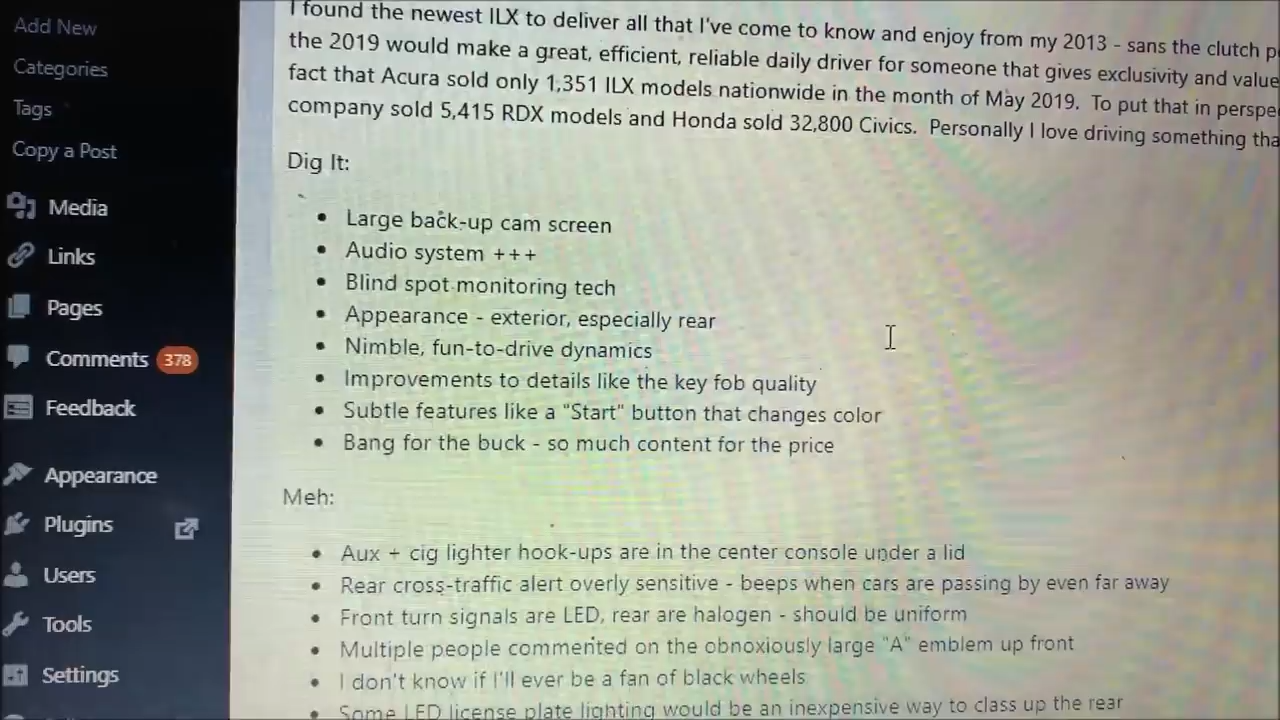 Add New
Categories
Tags
Copy a Post
Media
Links
Pages
Comments 378
Feedback
Appearance
Plugins
Users
Tools
Settings
I found the newest ILX to deliver all that I've come to know and enjoy from my 2013 - sans the clutch
the 2019 would make a great, efficient, reliable daily driver for someone that gives exclusivity and value
fact that Acura sold only 1,351 ILX models nationwide in the month of May 2019. To put that in
company sold 5,415 RDX models and Honda sold 32,800 Civics. Personally I love driving something
Dig It:
• Large back-up cam screen
• Audio system +++
• Blind spot monitoring tech
• Appearance - exterior, especially rear
• Nimble, fun-to-drive dynamics
• Improvements to details like the key fob quality
• Subtle features like a "Start" button that changes color
• Bang for the buck - so much content for the price
Meh:
• Aux + cig lighter hook-ups are in the center console under a lid
• Rear cross-traffic alert overly sensitive - beeps when cars are passing by even far away
• Front turn signals are LED, rear are halogen - should be uniform
• Multiple people commented on the obnoxiously large "A" emblem up front
• I don't know if I'll ever be a fan of black wheels
• Some LED license plate lighting would be an inexpensive way to class up the rear